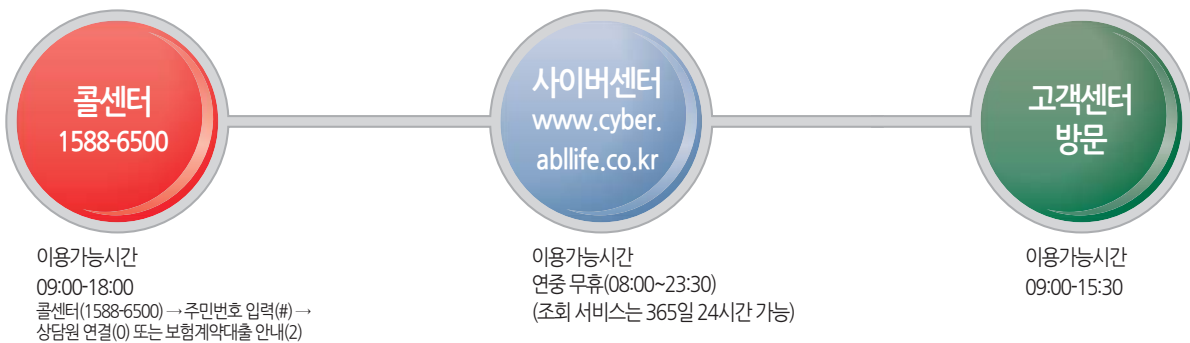 콜센터
1588-6500
이용가능시간
09:00-18:00
콜센터(1588-6500) → 주민번호 입력(#) →
상담원 연결(0) 또는 보험계약대출 안내(2)
사이버센터
www.cyber.
abllife.co.kr
이용가능시간
연중 무휴(08:00~23:30)
(조회 서비스는 365일 24시간 가능)
고객센터
방문
이용가능시간
09:00-15:30